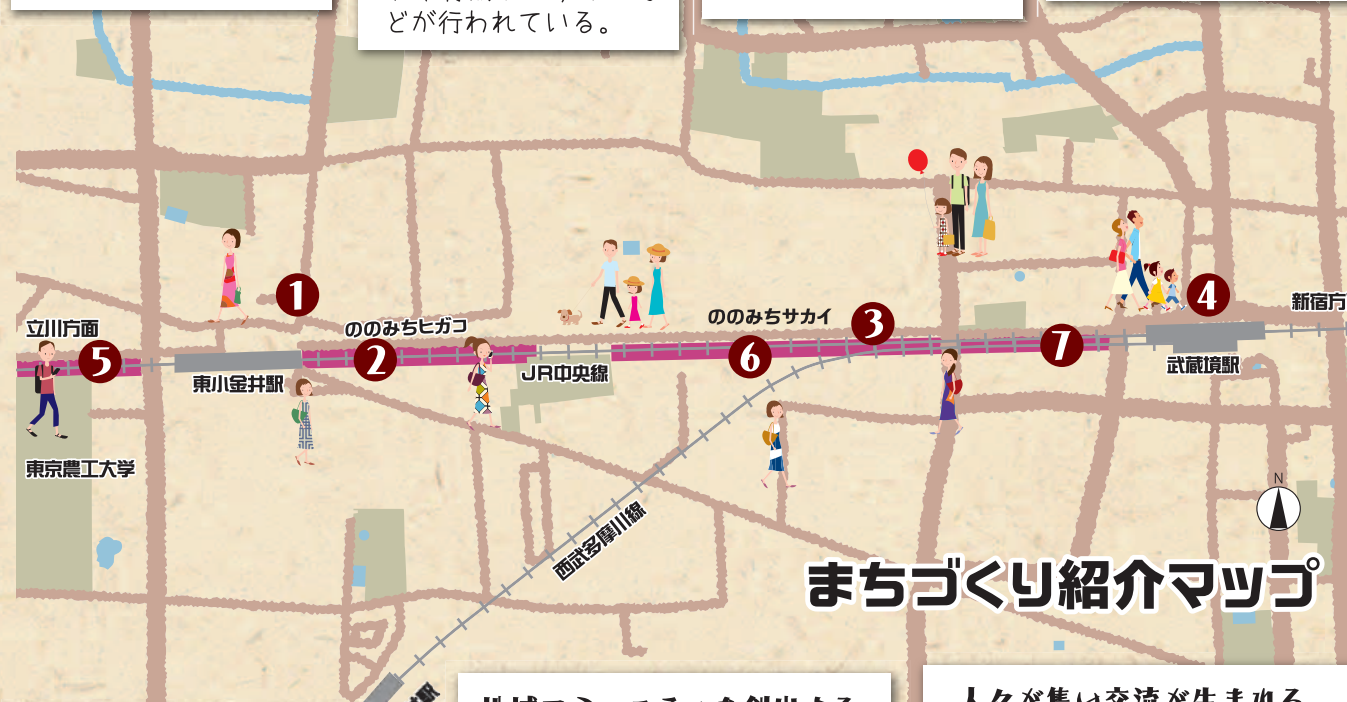 どが行われている。
1
4
新宿方
ののみちサカイ
3
立川方面
ののみちヒガコ
5
2
6
7
東小金井駅
JR中央線
武蔵境駅
東京農工大学
N
西武多摩川線
まちづくり紹介マップ
駅
人々が集い交流が生まれる